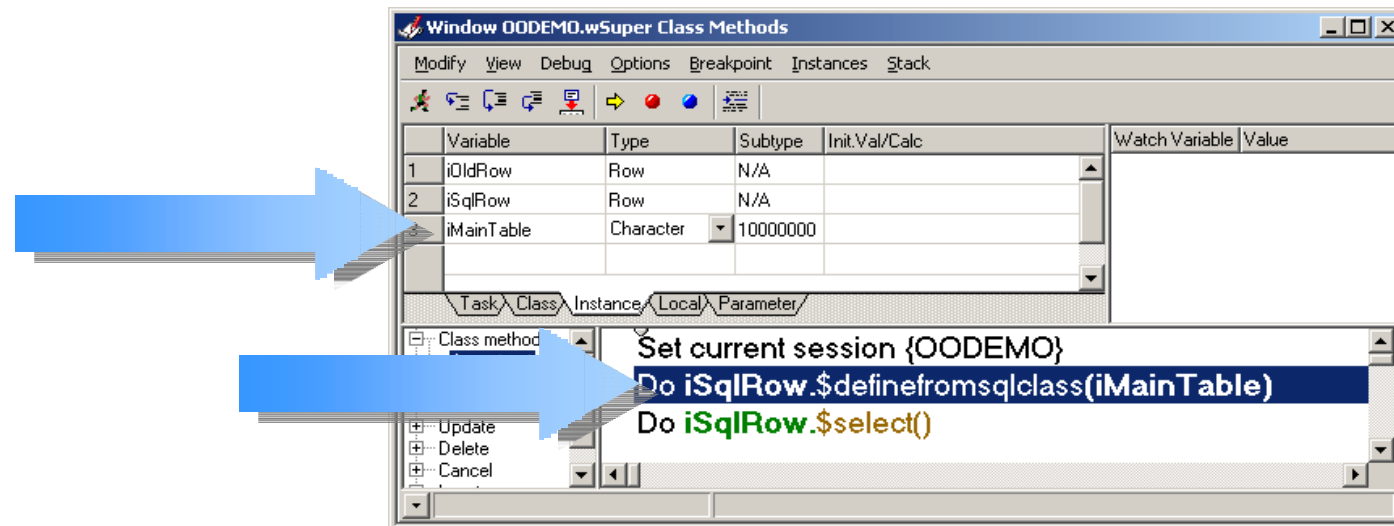 Window OODEMO.wSuper Class Methods
Modify View Debug Options Breakpoint Instances Stack
Variable Type Subtype Init.Val/Calc Watch Variable Value
1 iOldRow Row N/A
2 iSqlRow Row N/A
iMainTable Character 10000000
Task Class Instance Local Parameter
Class method
Update
Delete
Cancel
Set current session {OODEMO}
Do iSqlRow.$definefromsqlclass(iMainTable)
Do iSqlRow.$select()